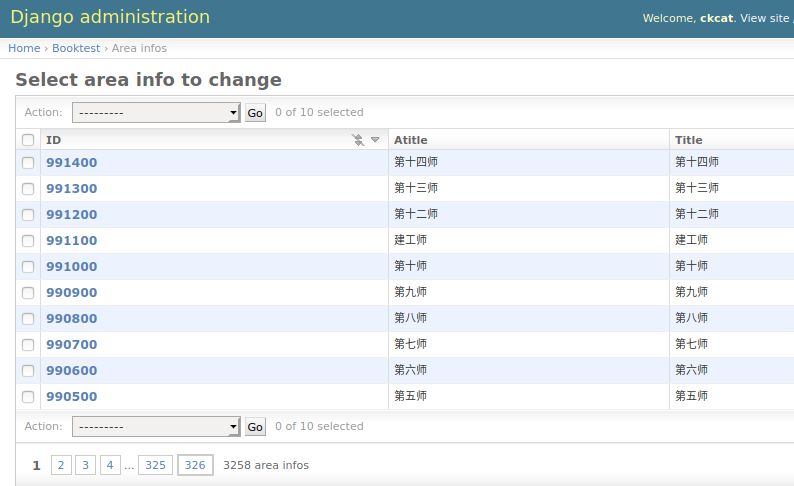 Django administration
Welcome, ckcat. View site
Home › Booktest › Area infos
Select area info to change
Action: --------- Go 0 of 10 selected
ID Atitle Title
991400 第十四师 第十四师
991300 第十三师 第十三师
991200 第十二师 第十二师
991100 建工师 建工师
991000 第十师 第十师
990900 第九师 第九师
990800 第八师 第八师
990700 第七师 第七师
990600 第六师 第六师
990500 第五师 第五师
Action: --------- Go 0 of 10 selected
1 2 3 4 ... 325 326 3258 area infos